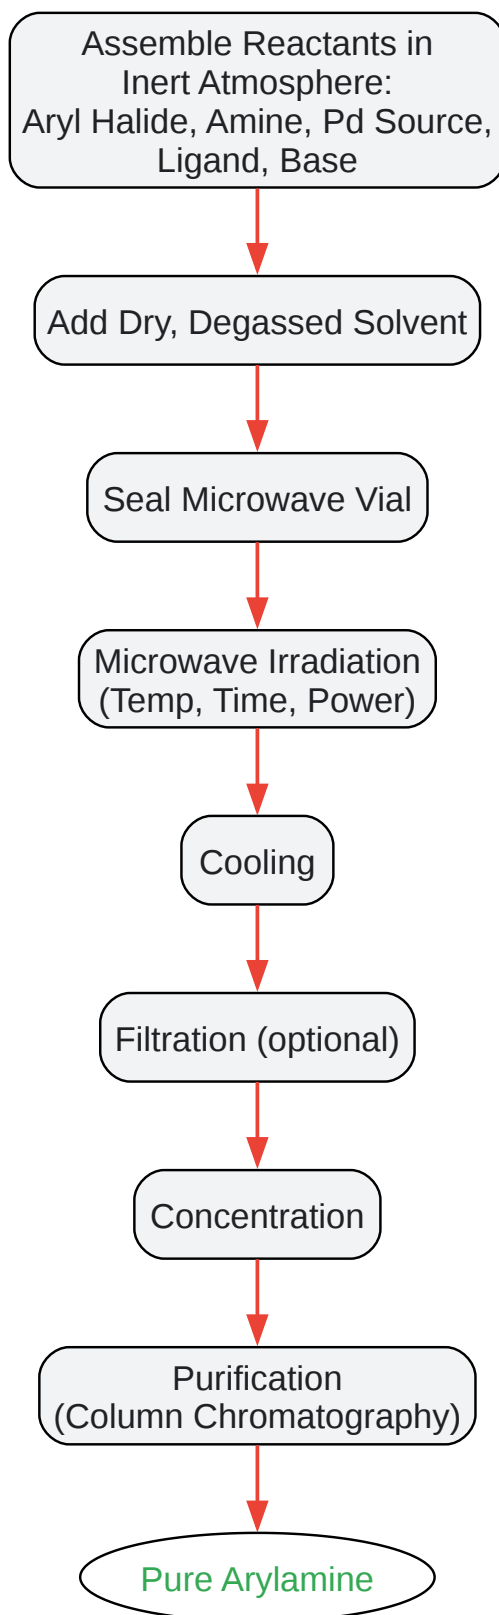 Assemble Reactants in
Inert Atmosphere:
Aryl Halide, Amine, Pd Source,
Ligand, Base
Add Dry, Degassed Solvent
Seal Microwave Vial
Microwave Irradiation
(Temp, Time, Power)
Cooling
Filtration (optional)
Concentration
Purification
(Column Chromatography)
Pure Arylamine